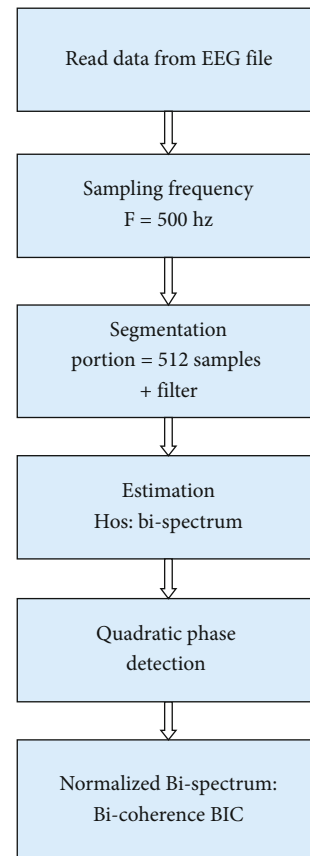 Read data from EEG file
Sampling frequency
F = 500 hz
Segmentation
portion = 512 samples
+ filter
Estimation
Hos: bi-spectrum
Quadratic phase
detection
Normalized Bi-spectrum:
Bi-coherence BIC